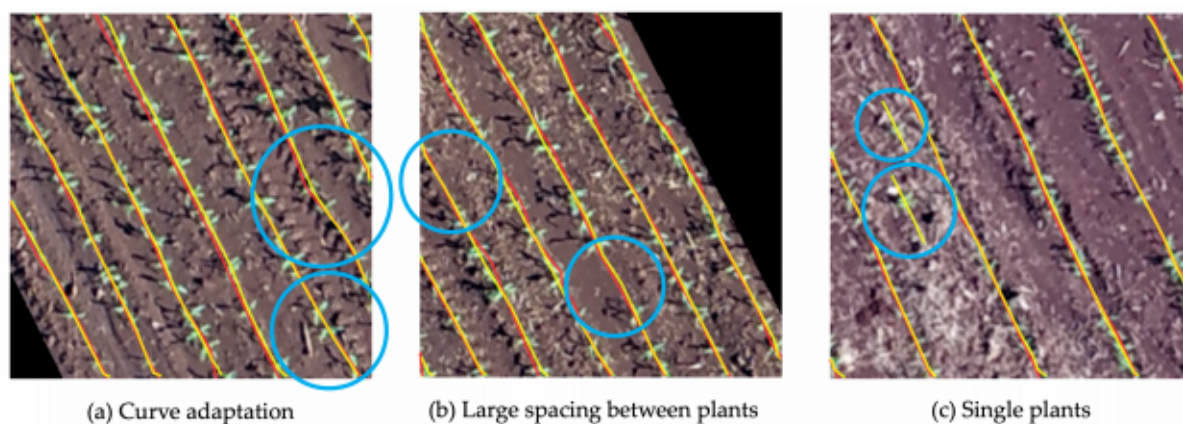 (a) Curve adaptation
(b) Large spacing between plants
(c) Single plants